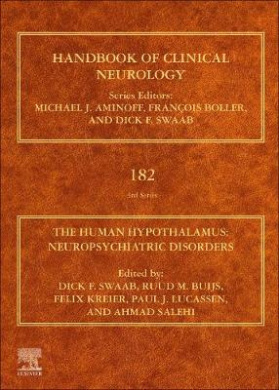 HANDBOOK OF CLINICAL
NEUROLOGY
Series Editors:
MICHAEL J. AMINOFF, FRANÇOIS BOLLER,
AND DICK F. SWAAB
182
3rd Series
THE HUMAN HYPOTHALAMUS:
NEUROPSYCHIATRIC DISORDERS
Edited by:
DICK F. SWAAB, RUUD M. BUIJS,
FELIX KREIER, PAUL J. LUCASSEN,
AND AHMAD SALEHI
ELSEVIER